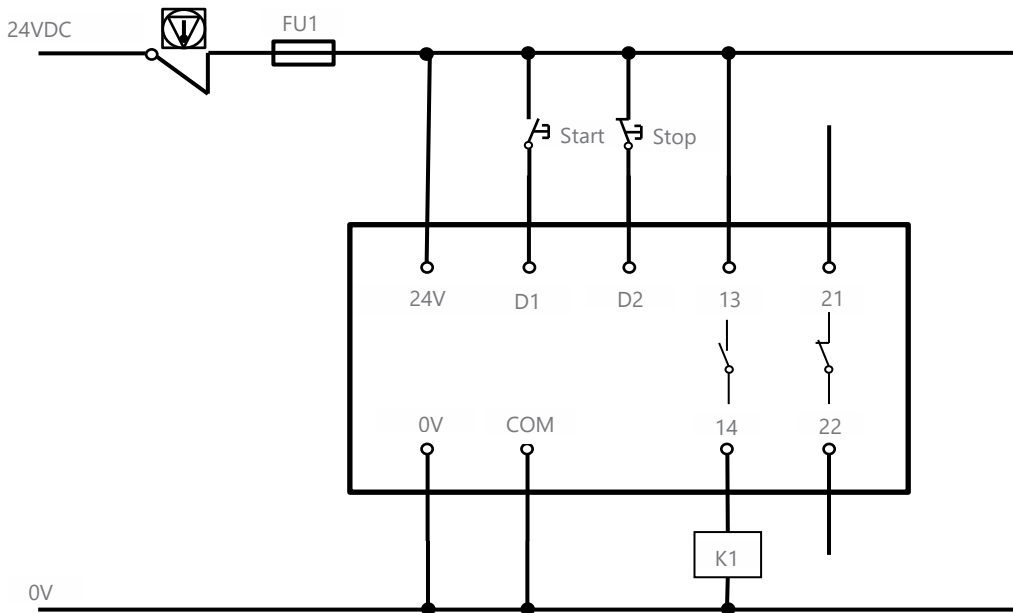 24VDC
FU1
Start
Stop
24V
D1
D2
13
21
0V
COM
14
22
K1
0V